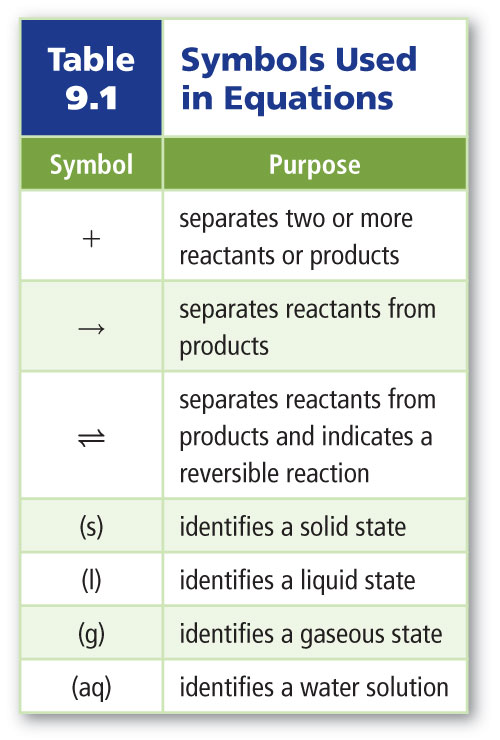 Table
9.1
Symbols Used
in Equations
Symbol
Purpose
+
separates two or more
reactants or products
→
separates reactants from
products
⇌
separates reactants from
products and indicates a
reversible reaction
(s)
identifies a solid state
(l)
identifies a liquid state
(g)
identifies a gaseous state
(aq)
identifies a water solution